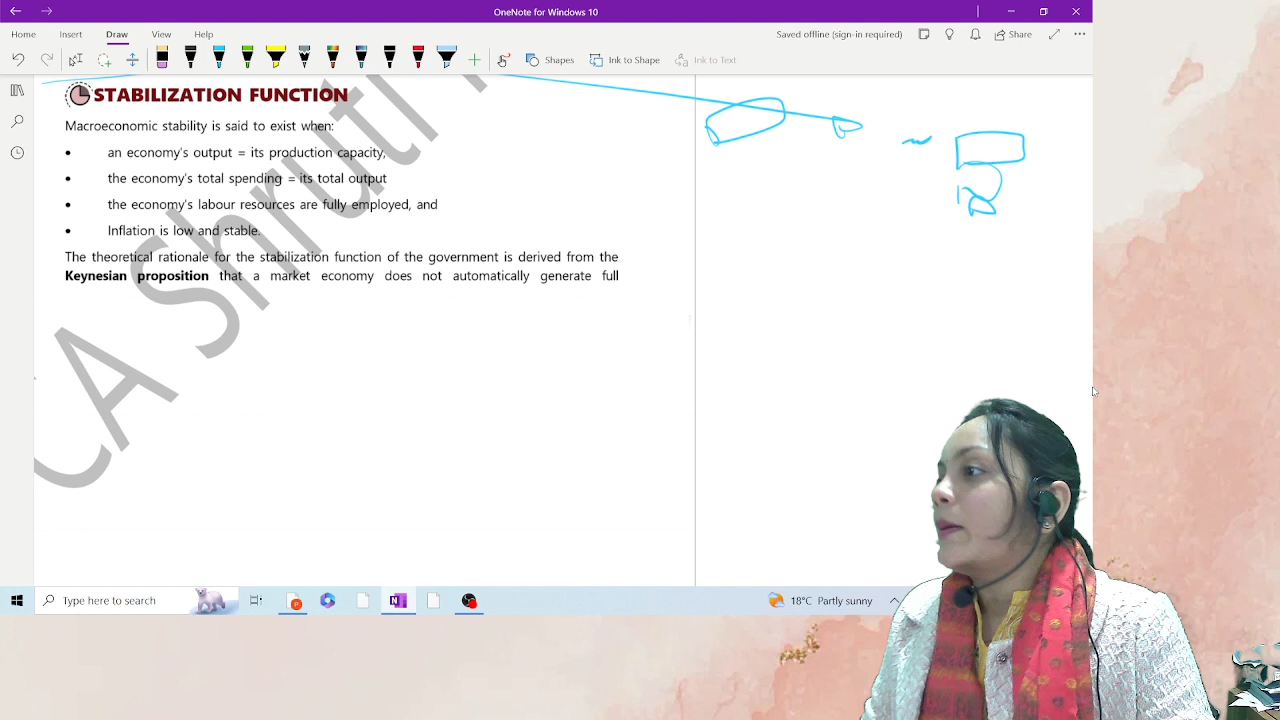 OneNote for Windows 10
Home Insert Draw View Help
Saved offline (sign-in required) Share
Shapes Ink to Shape Ink to Text
STABILIZATION FUNCTION
Macroeconomic stability is said to exist when:
• an economy's output = its production capacity,
• the economy's total spending = its total output
• the economy's labour resources are fully employed, and
• Inflation is low and stable.
The theoretical rationale for the stabilization function of the government is derived from the
Keynesian proposition that a market economy does not automatically generate full
CA Shruti
Type here to search
18°C Partly sunny